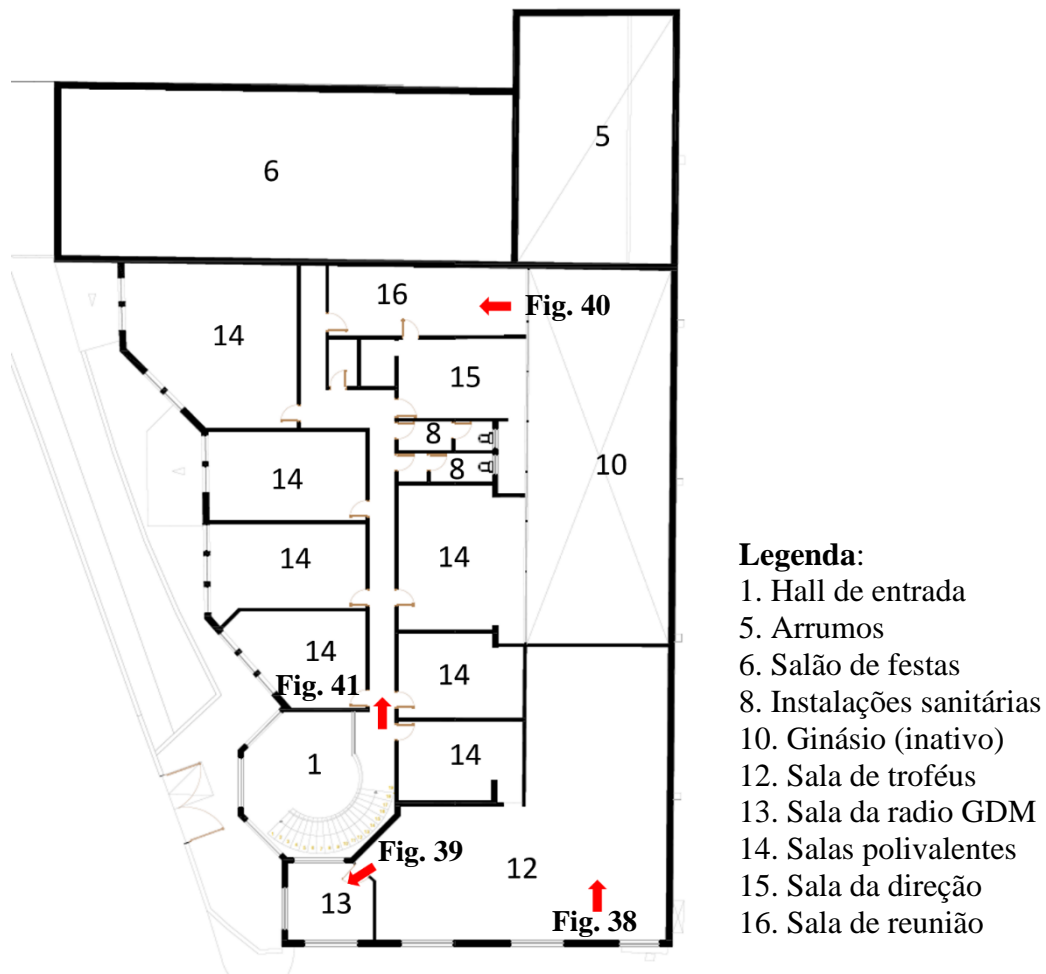 5
6
16
Fig. 40
14
15
8
10
14
8
14
14
14
14
Fig. 41
14
1
Fig. 39
12
13
Fig. 38
Legenda:
1. Hall de entrada
5. Arrumos
6. Salão de festas
8. Instalações sanitárias
10. Ginásio (inativo)
12. Sala de troféus
13. Sala da radio GDM
14. Salas polivalentes
15. Sala da direção
16. Sala de reunião